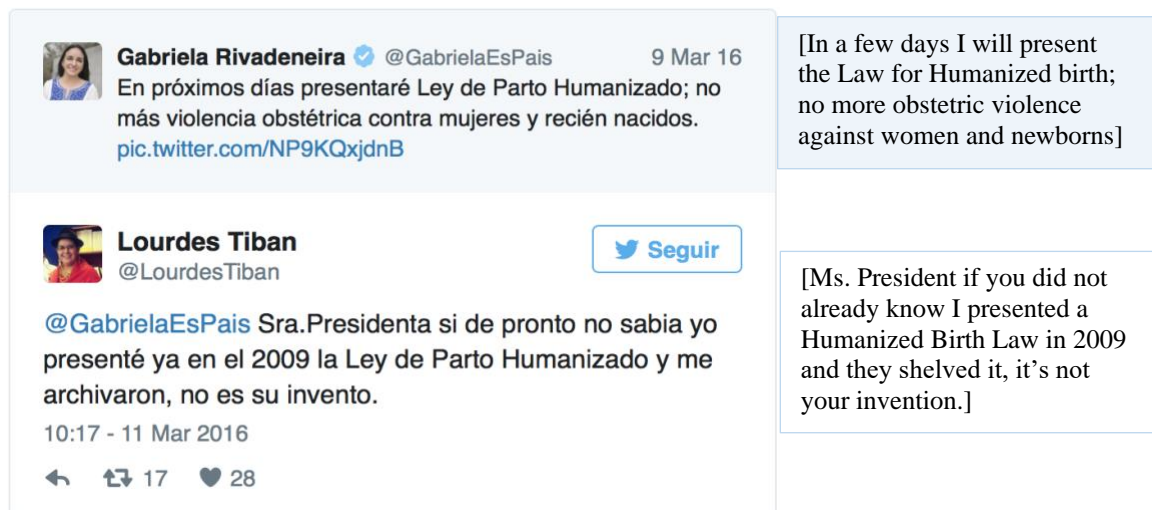 Gabriela Rivadeneira @GabrielaEsPais 9 Mar 16
En próximos días presentaré Ley de Parto Humanizado; no
más violencia obstétrica contra mujeres y recién nacidos.
pic.twitter.com/NP9KQxjdnB
[In a few days I will present
the Law for Humanized birth;
no more obstetric violence
against women and newborns]
Lourdes Tiban
@LourdesTiban
Seguir
@GabrielaEsPais Sra.Presidenta si de pronto no sabia yo
presenté ya en el 2009 la Ley de Parto Humanizado y me
archivaron, no es su invento.
10:17 - 11 Mar 2016
17 28
[Ms. President if you did not
already know I presented a
Humanized Birth Law in 2009
and they shelved it, it’s not
your invention.]